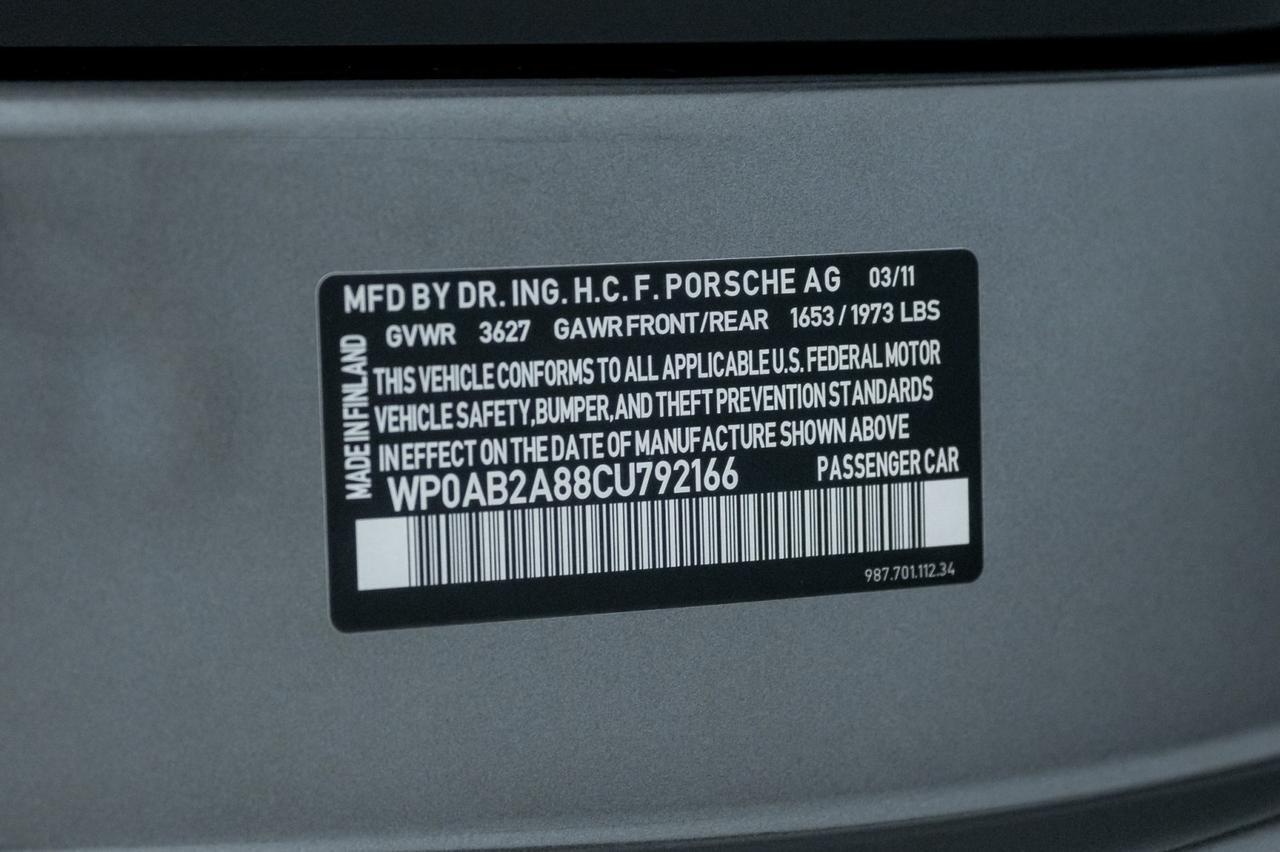 MFD BY DR. ING. H.C. F. PORSCHE AG 03/11
GVWR 3627 GAWR FRONT/REAR 1653 / 1973 LBS
MADE IN FINLAND
THIS VEHICLE CONFORMS TO ALL APPLICABLE U.S. FEDERAL MOTOR
VEHICLE SAFETY, BUMPER, AND THEFT PREVENTION STANDARDS
IN EFFECT ON THE DATE OF MANUFACTURE SHOWN ABOVE
WP0AB2A88CU792166 PASSENGER CAR
987.701.112.34